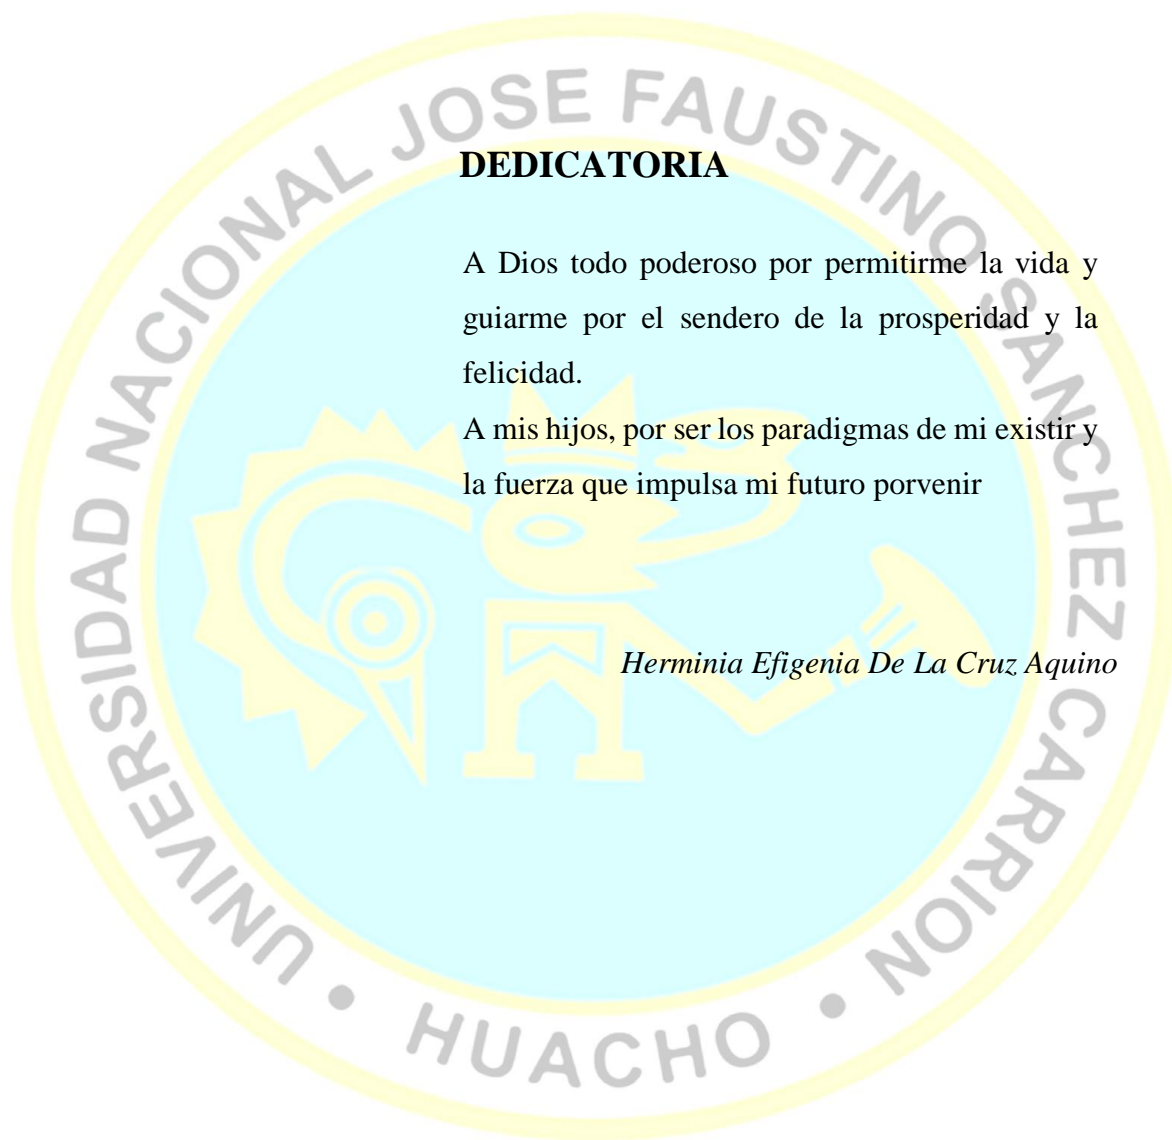 UNIVERSIDAD NACIONAL JOSE FAUSTINO SANCHEZ CARRION
DEDICATORIA
A Dios todo poderoso por permitirme la vida y
guiarme por el sendero de la prosperidad y la
felicidad.
A mis hijos, por ser los paradigmas de mi existir y
la fuerza que impulsa mi futuro porvenir
Herminia Efigenia De La Cruz Aquino
• HUACHO •